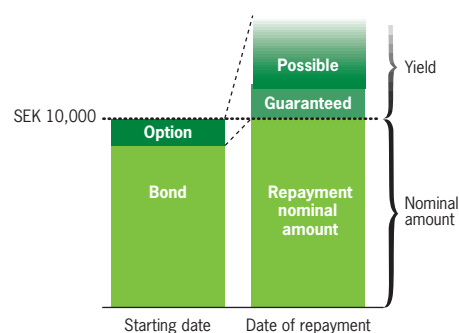 Possible
Yield
Guaranteed
SEK 10,000
Option
Bond
Repayment
nominal
amount
Nominal
amount
Starting date
Date of repayment